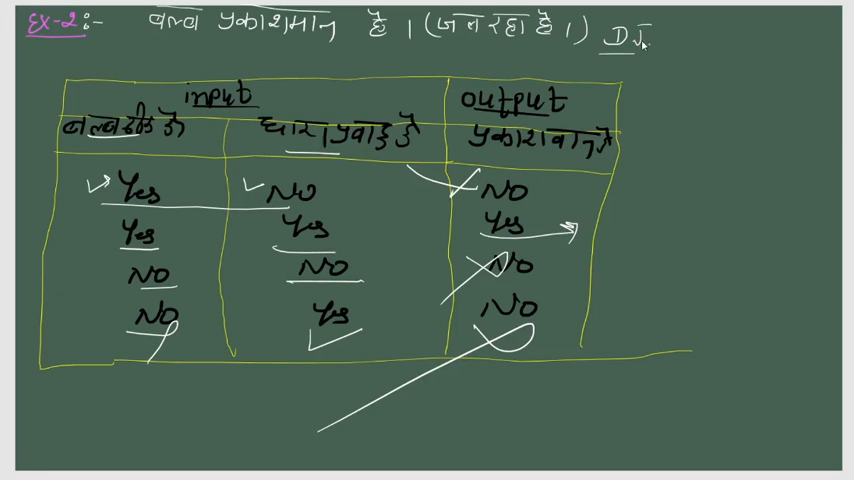 Ex-2:- बल्व प्रकाशमान है । (जल रहा है ।) DJ
input output
बल्व ठीक है धारा प्रवाह है प्रकाशवान है
Yes NO NO
Yes Yes Yes
NO NO NO
NO Yes NO